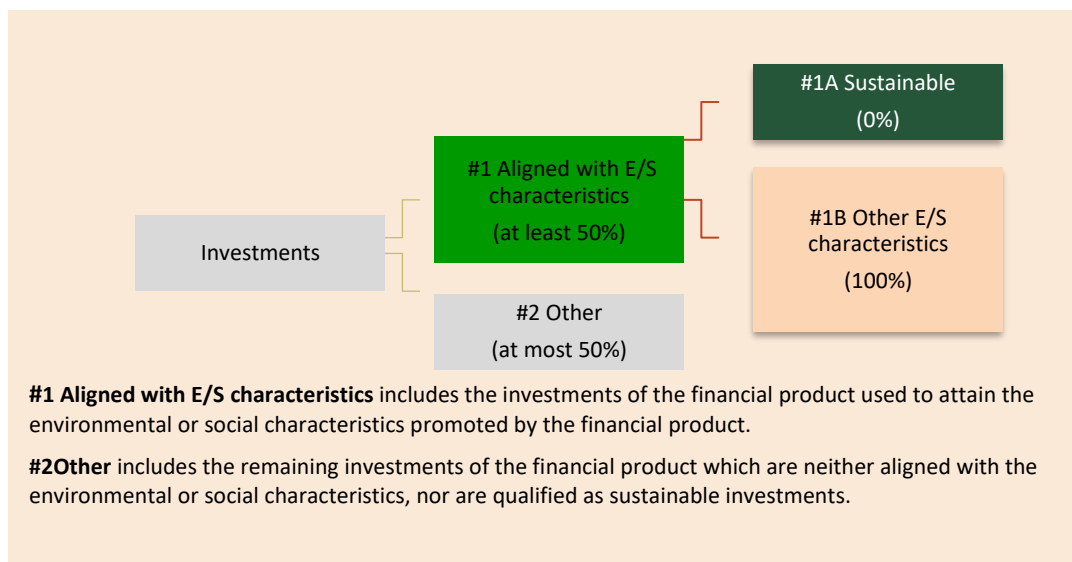 #1A Sustainable
(0%)
#1 Aligned with E/S
characteristics
(at least 50%)
#1B Other E/S
characteristics
(100%)
Investments
#2 Other
(at most 50%)
#1 Aligned with E/S characteristics includes the investments of the financial product used to attain the
environmental or social characteristics promoted by the financial product.
#2Other includes the remaining investments of the financial product which are neither aligned with the
environmental or social characteristics, nor are qualified as sustainable investments.